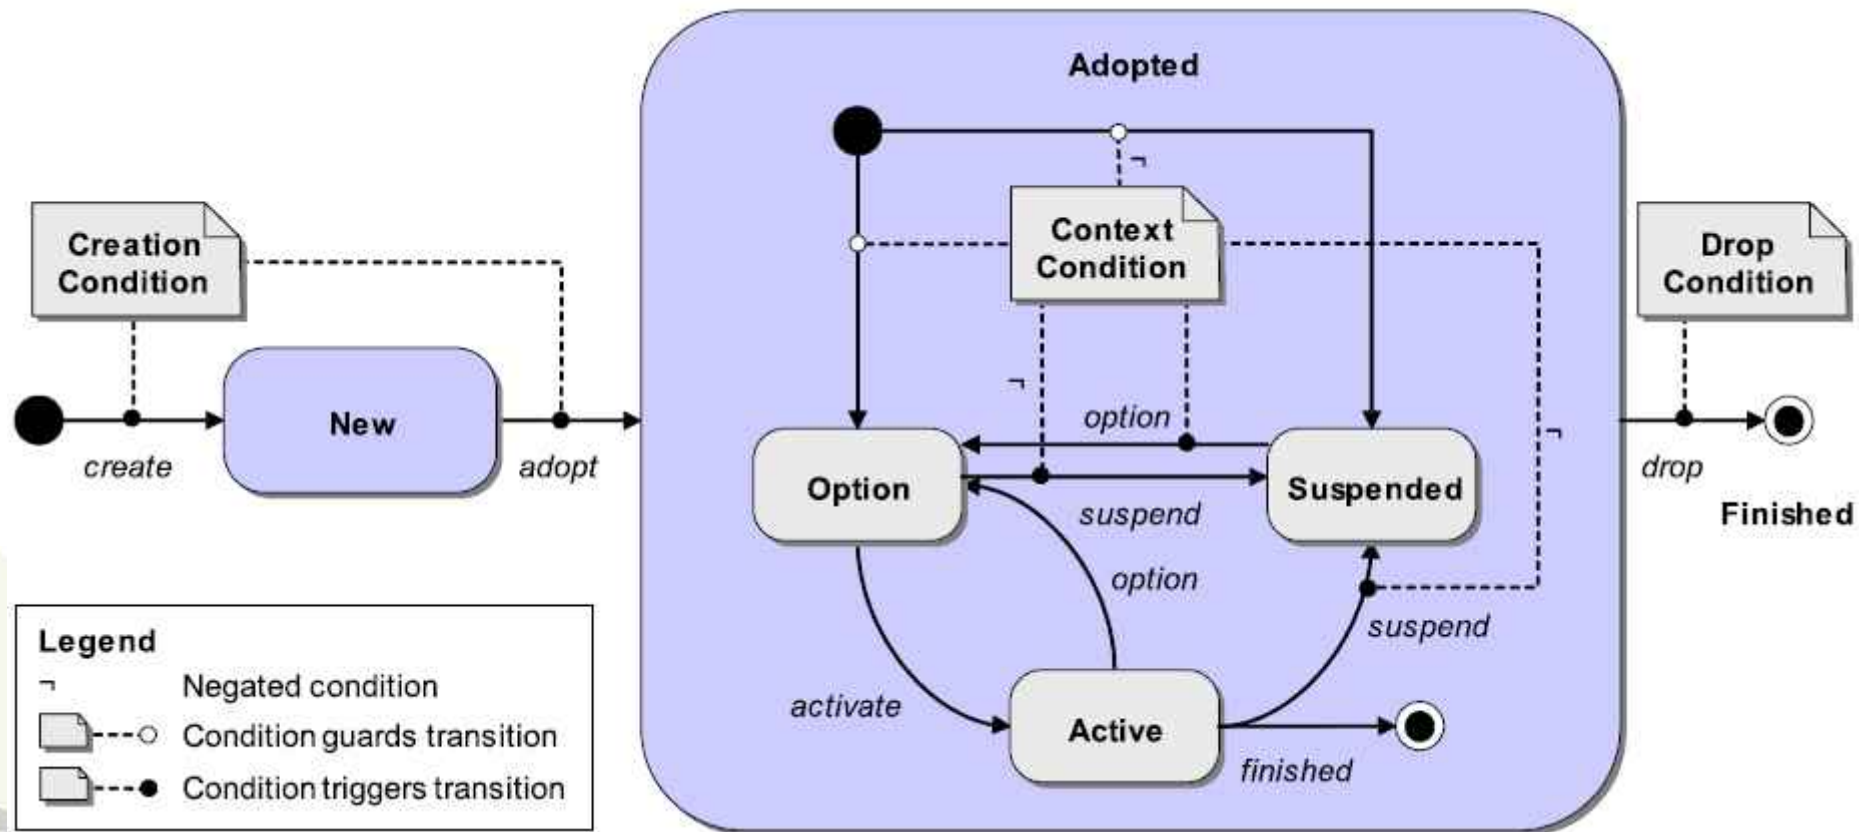 Adopted
Creation
Condition
¬
Context
Condition
Drop
Condition
New
create
adopt
¬
option
¬
Option
suspend
Suspended
drop
Finished
option
suspend
activate
Active
finished
Legend
¬ Negated condition
Condition guards transition
Condition triggers transition